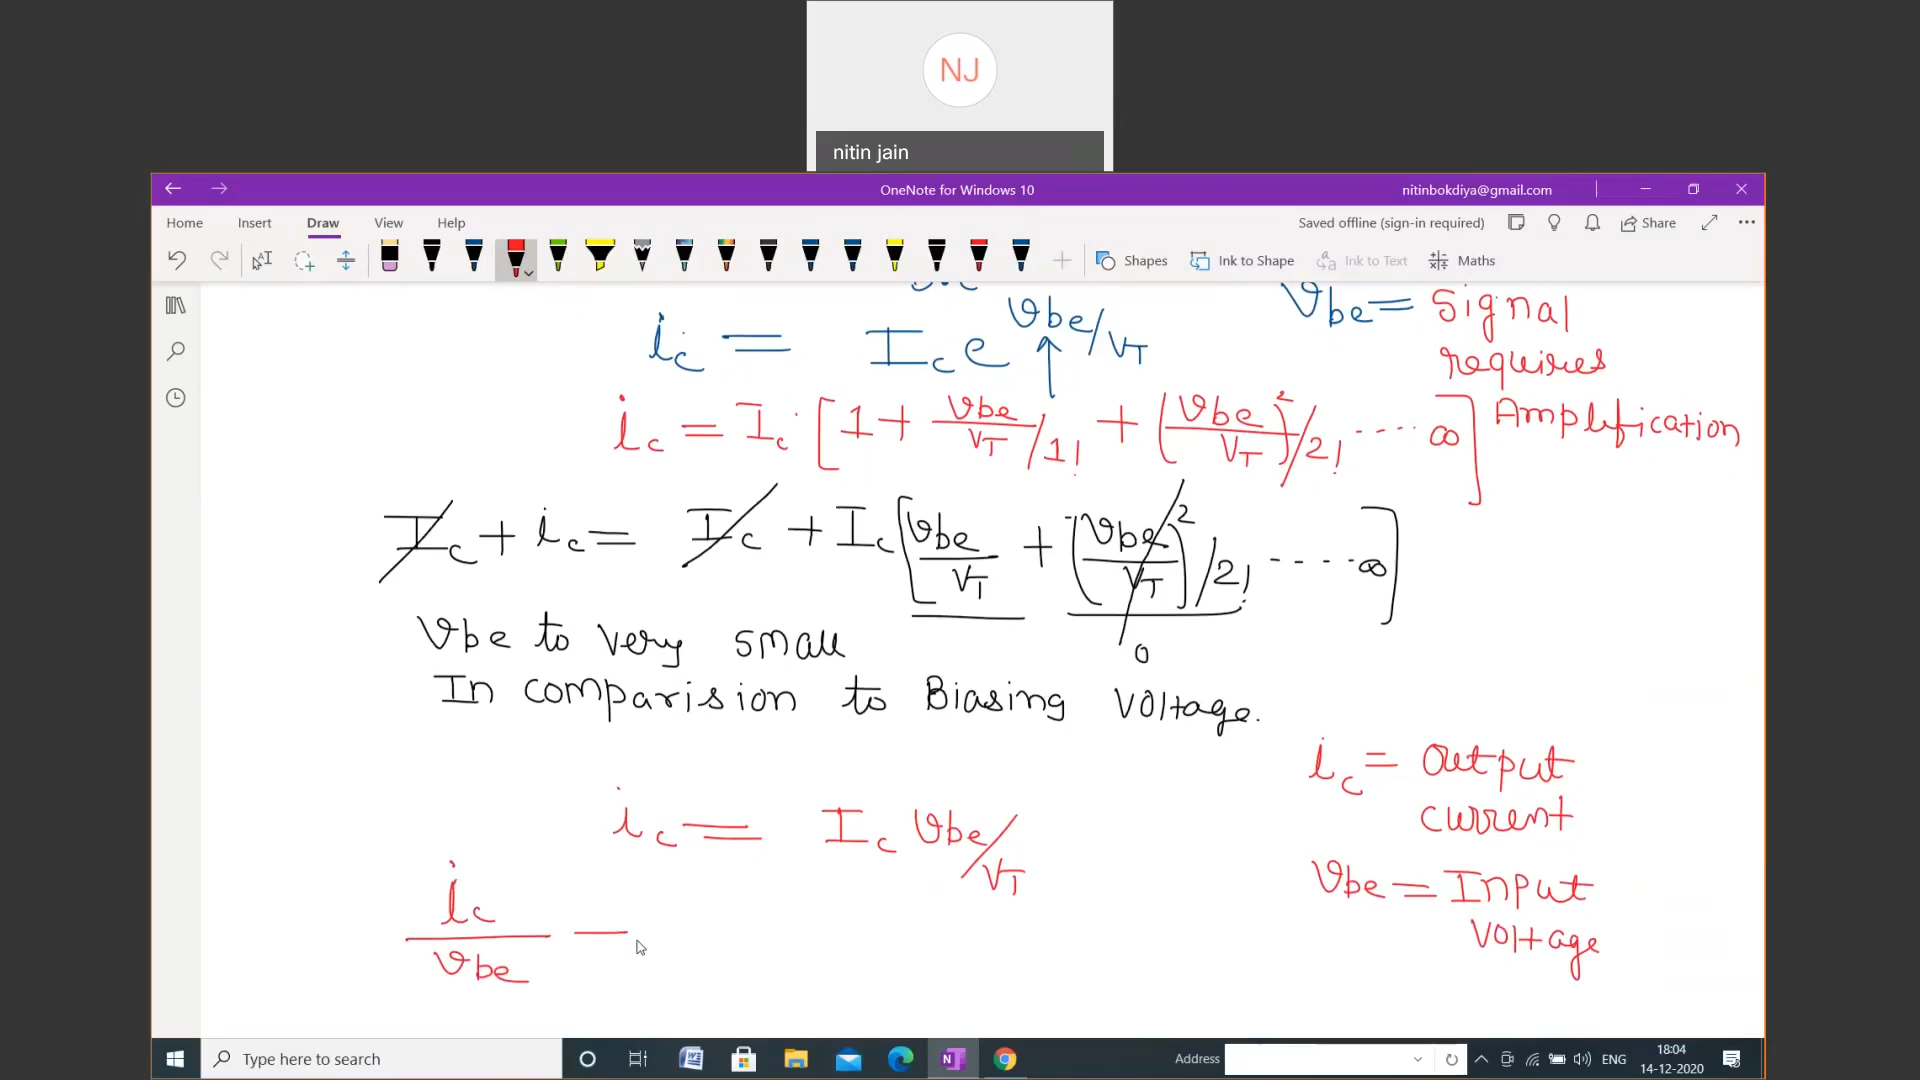 NJ
nitin jain
OneNote for Windows 10
nitinbokdiya@gmail.com
Home Insert Draw View Help
Saved offline (sign-in required)
Share
Shapes
Ink to Shape
Ink to Text
Maths
ic = Ic e vbe/VT
vbe = Signal
requires
Amplification
ic = Ic [1 + vbe/VT/1! + (vbe/VT)²/2! ---- ∞]
Ic + ic = Ic + Ic [vbe/VT + (vbe/VT)²/2! ---- ∞]
0
vbe to very small
In comparision to Biasing voltage.
ic = output
current
ic = Ic vbe/VT
vbe = Input
voltage
ic/vbe —
Type here to search
Address
ENG
18:04
14-12-2020